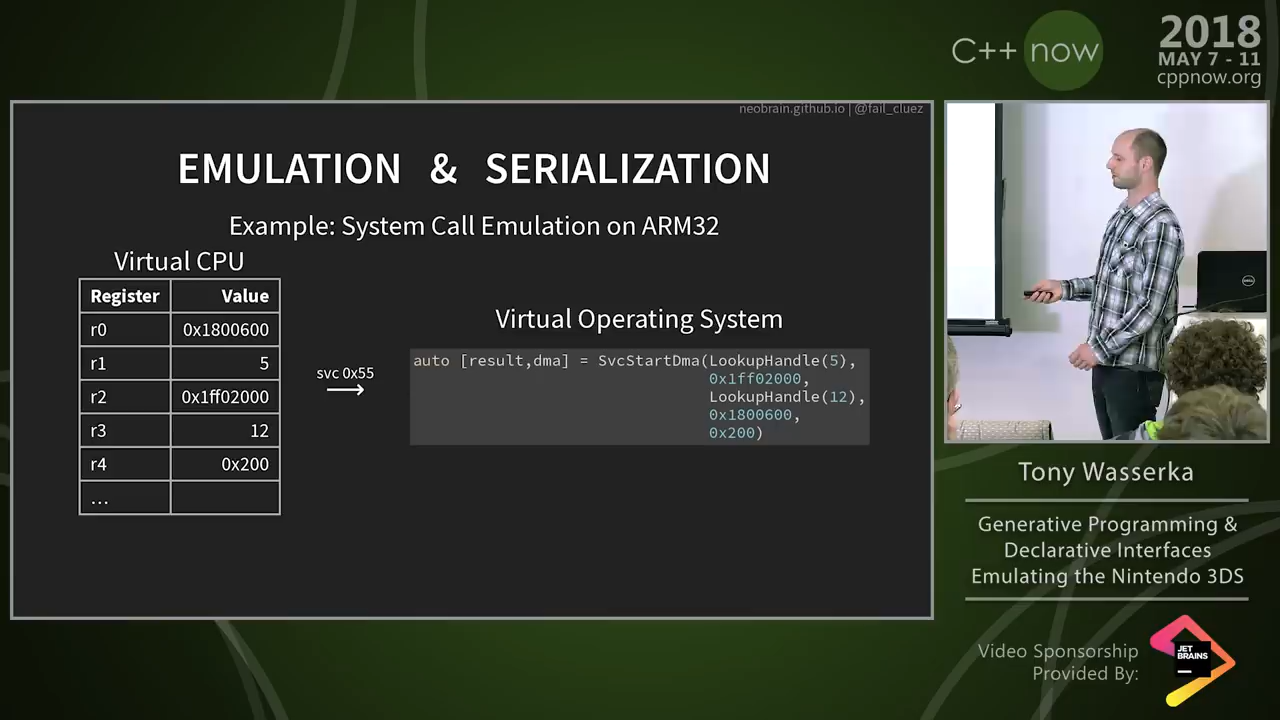 C++ now
2018
MAY 7 - 11
cppnow.org
neobrain.github.io | @fail_cluez
EMULATION & SERIALIZATION
Example: System Call Emulation on ARM32
Virtual CPU
Register Value
r0 0x1800600
r1 5
r2 0x1ff02000
r3 12
r4 0x200
...
svc 0x55
→
Virtual Operating System
auto [result,dma] = SvcStartDma(LookupHandle(5),
0x1ff02000,
LookupHandle(12),
0x1800600,
0x200)
DELL
Tony Wasserka
Generative Programming &
Declarative Interfaces
Emulating the Nintendo 3DS
Video Sponsorship
Provided By:
JET
BRAINS